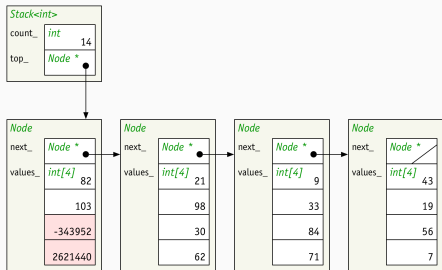 Stack<int>
count_ int
14
top_ Node *
Node Node Node Node
next_ Node * next_ Node * next_ Node * next_ Node *
values_ int[4] values_ int[4] values_ int[4] values_ int[4]
82 21 9 43
103 98 33 19
-343952 30 84 56
2621440 62 71 7